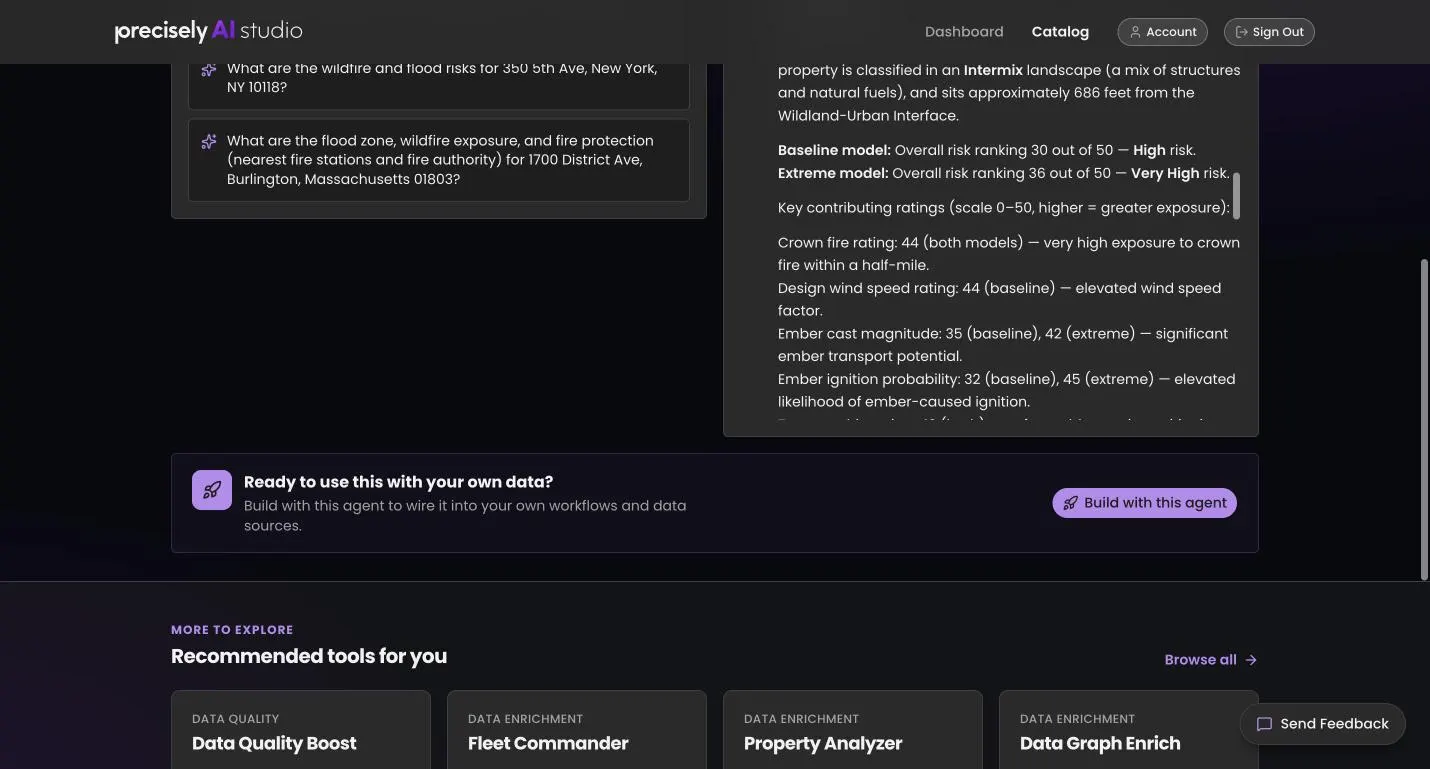 precisely AI studio
Dashboard
Catalog
Account
Sign Out
What are the wildfire and flood risks for 350 5th Ave, New York,
NY 10118?
What are the flood zone, wildfire exposure, and fire protection
(nearest fire stations and fire authority) for 1700 District Ave,
Burlington, Massachusetts 01803?
property is classified in an Intermix landscape (a mix of structures
and natural fuels), and sits approximately 686 feet from the
Wildland-Urban Interface.
Baseline model: Overall risk ranking 30 out of 50 — High risk.
Extreme model: Overall risk ranking 36 out of 50 — Very High risk.
Key contributing ratings (scale 0–50, higher = greater exposure):
Crown fire rating: 44 (both models) — very high exposure to crown
fire within a half-mile.
Design wind speed rating: 44 (baseline) — elevated wind speed
factor.
Ember cast magnitude: 35 (baseline), 42 (extreme) — significant
ember transport potential.
Ember ignition probability: 32 (baseline), 45 (extreme) — elevated
likelihood of ember-caused ignition.
Ready to use this with your own data?
Build with this agent to wire it into your own workflows and data
sources.
Build with this agent
MORE TO EXPLORE
Recommended tools for you
Browse all
DATA QUALITY
Data Quality Boost
DATA ENRICHMENT
Fleet Commander
DATA ENRICHMENT
Property Analyzer
DATA ENRICHMENT
Data Graph Enrich
Send Feedback